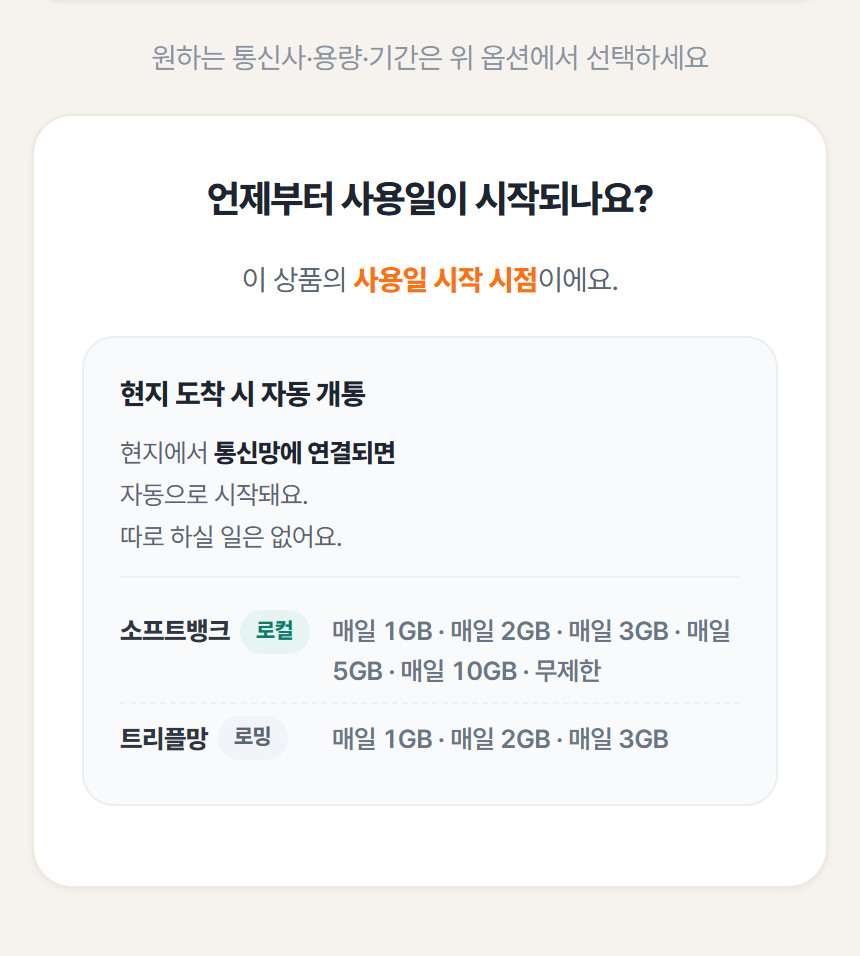 원하는 통신사·용량·기간은 위 옵션에서 선택하세요
언제부터 사용일이 시작되나요?
이 상품의 사용일 시작 시점이에요.
현지 도착 시 자동 개통
현지에서 통신망에 연결되면
자동으로 시작돼요.
따로 하실 일은 없어요.
소프트뱅크 로컬 매일 1GB · 매일 2GB · 매일 3GB · 매일
5GB · 매일 10GB · 무제한
트리플망 로밍 매일 1GB · 매일 2GB · 매일 3GB